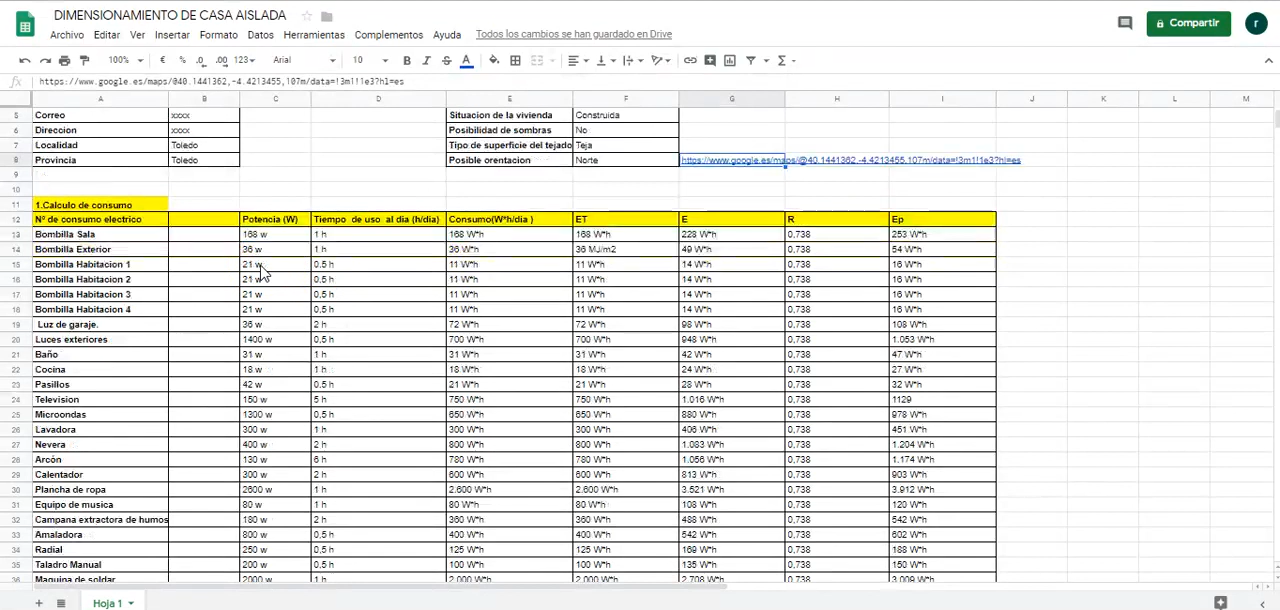 DIMENSIONAMIENTO DE CASA AISLADA
Compartir
r
Archivo Editar Ver Insertar Formato Datos Herramientas Complementos Ayuda Todos los cambios se han guardado en Drive
100% € % .0 .00 123 Arial 10 B I S A Σ
fx https://www.google.es/maps/@40.1441362,-4.4213455,107m/data=!3m1!1e3?hl=es
A B C D E F G H I J K L M
5 Correo xxxx Situacion de la vivienda Construida
6 Direccion xxxx Posibilidad de sombras No
7 Localidad Toledo Tipo de superficie del tejado Teja
8 Provincia Toledo Posible orentacion Norte https://www.google.es/maps/@40.1441362,-4.4213455,107m/data=!3m1!1e3?hl=es
9
10
11 1.Calculo de consumo
12 Nº de consumo electrico Potencia (W) Tiempo de uso al dia (h/dia) Consumo(W*h/dia ) ET E R Ep
13 Bombilla Sala 168 w 1 h 168 W*h 168 W*h 228 W*h 0,738 253 W*h
14 Bombilla Exterior 36 w 1 h 36 W*h 36 MJ/m2 49 W*h 0,738 54 W*h
15 Bombilla Habitacion 1 21 w 0.5 h 11 W*h 11 W*h 14 W*h 0,738 16 W*h
16 Bombilla Habitacion 2 21 w 0,5 h 11 W*h 11 W*h 14 W*h 0,738 16 W*h
17 Bombilla Habitacion 3 21 w 0,5 h 11 W*h 11 W*h 14 W*h 0,738 16 W*h
18 Bombilla Habitacion 4 21 w 0,5 h 11 W*h 11 W*h 14 W*h 0,738 16 W*h
19 Luz de garaje. 36 w 2 h 72 W*h 72 W*h 98 W*h 0,738 108 W*h
20 Luces exteriores 1400 w 0,5 h 700 W*h 700 W*h 948 W*h 0,738 1.053 W*h
21 Baño 31 w 1 h 31 W*h 31 W*h 42 W*h 0,738 47 W*h
22 Cocina 18 w 1 h 18 W*h 18 W*h 24 W*h 0,738 27 W*h
23 Pasillos 42 w 0.5 h 21 W*h 21 W*h 28 W*h 0,738 32 W*h
24 Television 150 w 5 h 750 W*h 750 W*h 1.016 W*h 0,738 1129
25 Microondas 1300 w 0,5 h 650 W*h 650 W*h 880 W*h 0,738 978 W*h
26 Lavadora 300 w 1 h 300 W*h 300 W*h 406 W*h 0,738 451 W*h
27 Nevera 400 w 2 h 800 W*h 800 W*h 1.083 W*h 0,738 1.204 W*h
28 Arcón 130 w 6 h 780 W*h 780 W*h 1.056 W*h 0,738 1.174 W*h
29 Calentador 300 w 2 h 600 W*h 600 W*h 813 W*h 0,738 903 W*h
30 Plancha de ropa 2600 w 1 h 2.600 W*h 2.600 W*h 3.521 W*h 0,738 3.912 W*h
31 Equipo de musica 80 w 1 h 80 W*h 80 W*h 108 W*h 0,738 120 W*h
32 Campana extractora de humos 180 w 2 h 360 W*h 360 W*h 488 W*h 0,738 542 W*h
33 Amaladora 800 w 0,5 h 400 W*h 400 W*h 542 W*h 0,738 602 W*h
34 Radial 250 w 0,5 h 125 W*h 125 W*h 169 W*h 0,738 188 W*h
35 Taladro Manual 200 w 0,5 h 100 W*h 100 W*h 135 W*h 0,738 150 W*h
36 Maquina de soldar 2000 w 1 h 2.000 W*h 2.000 W*h 2.708 W*h 0,738 3.009 W*h
Hoja 1